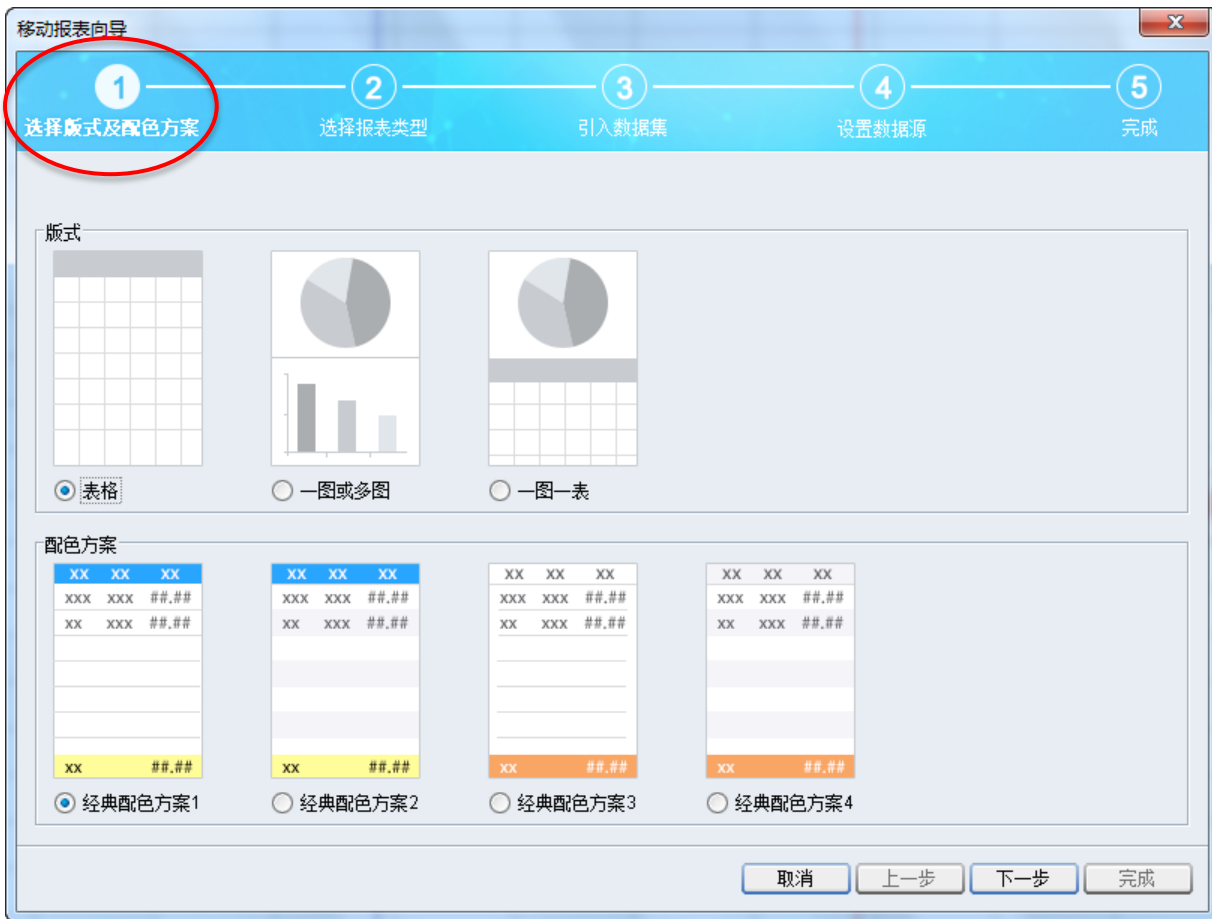 移动报表向导
1 2 3 4 5
选择版式及配色方案 选择报表类型 引入数据集 设置数据源 完成
版式
表格 一图或多图 一图一表
配色方案
xx xx xx xx xx xx xx xx xx xx xx xx
xxx xxx ##.## xxx xxx ##.## xxx xxx ##.## xxx xxx ##.##
xx xxx ##.## xx xxx ##.## xx xxx ##.## xx xxx ##.##
xx ##.## xx ##.## xx ##.## xx ##.##
经典配色方案1 经典配色方案2 经典配色方案3 经典配色方案4
取消 上一步 下一步 完成